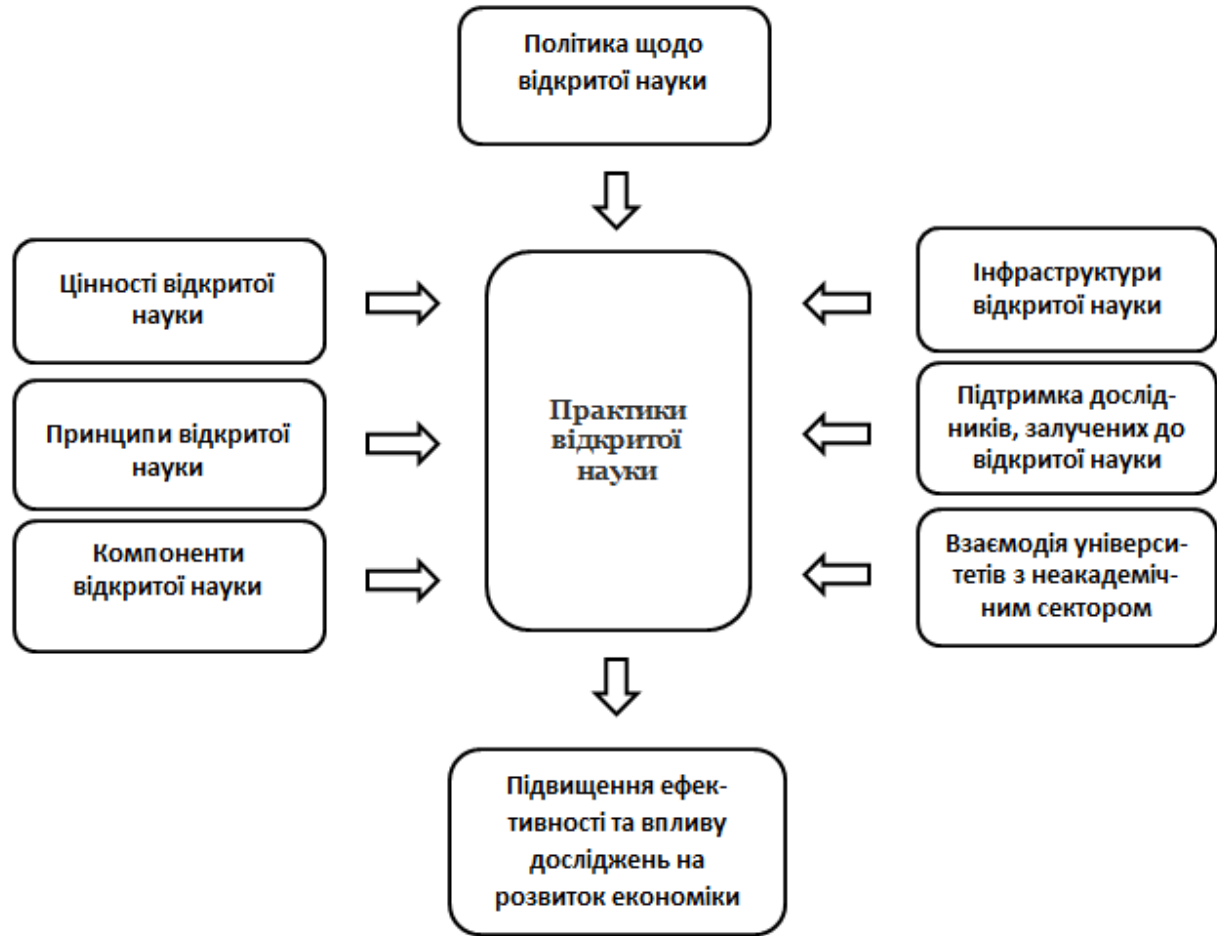 Політика щодо
відкритої науки
Цінності відкритої
науки
Принципи відкритої
науки
Компоненти
відкритої науки
Практики
відкритої
науки
Інфраструктури
відкритої науки
Підтримка дослід-
ників, залучених до
відкритої науки
Взаємодія універси-
тетів з неакадеміч-
ним сектором
Підвищення ефек-
тивності та впливу
досліджень на
розвиток економіки